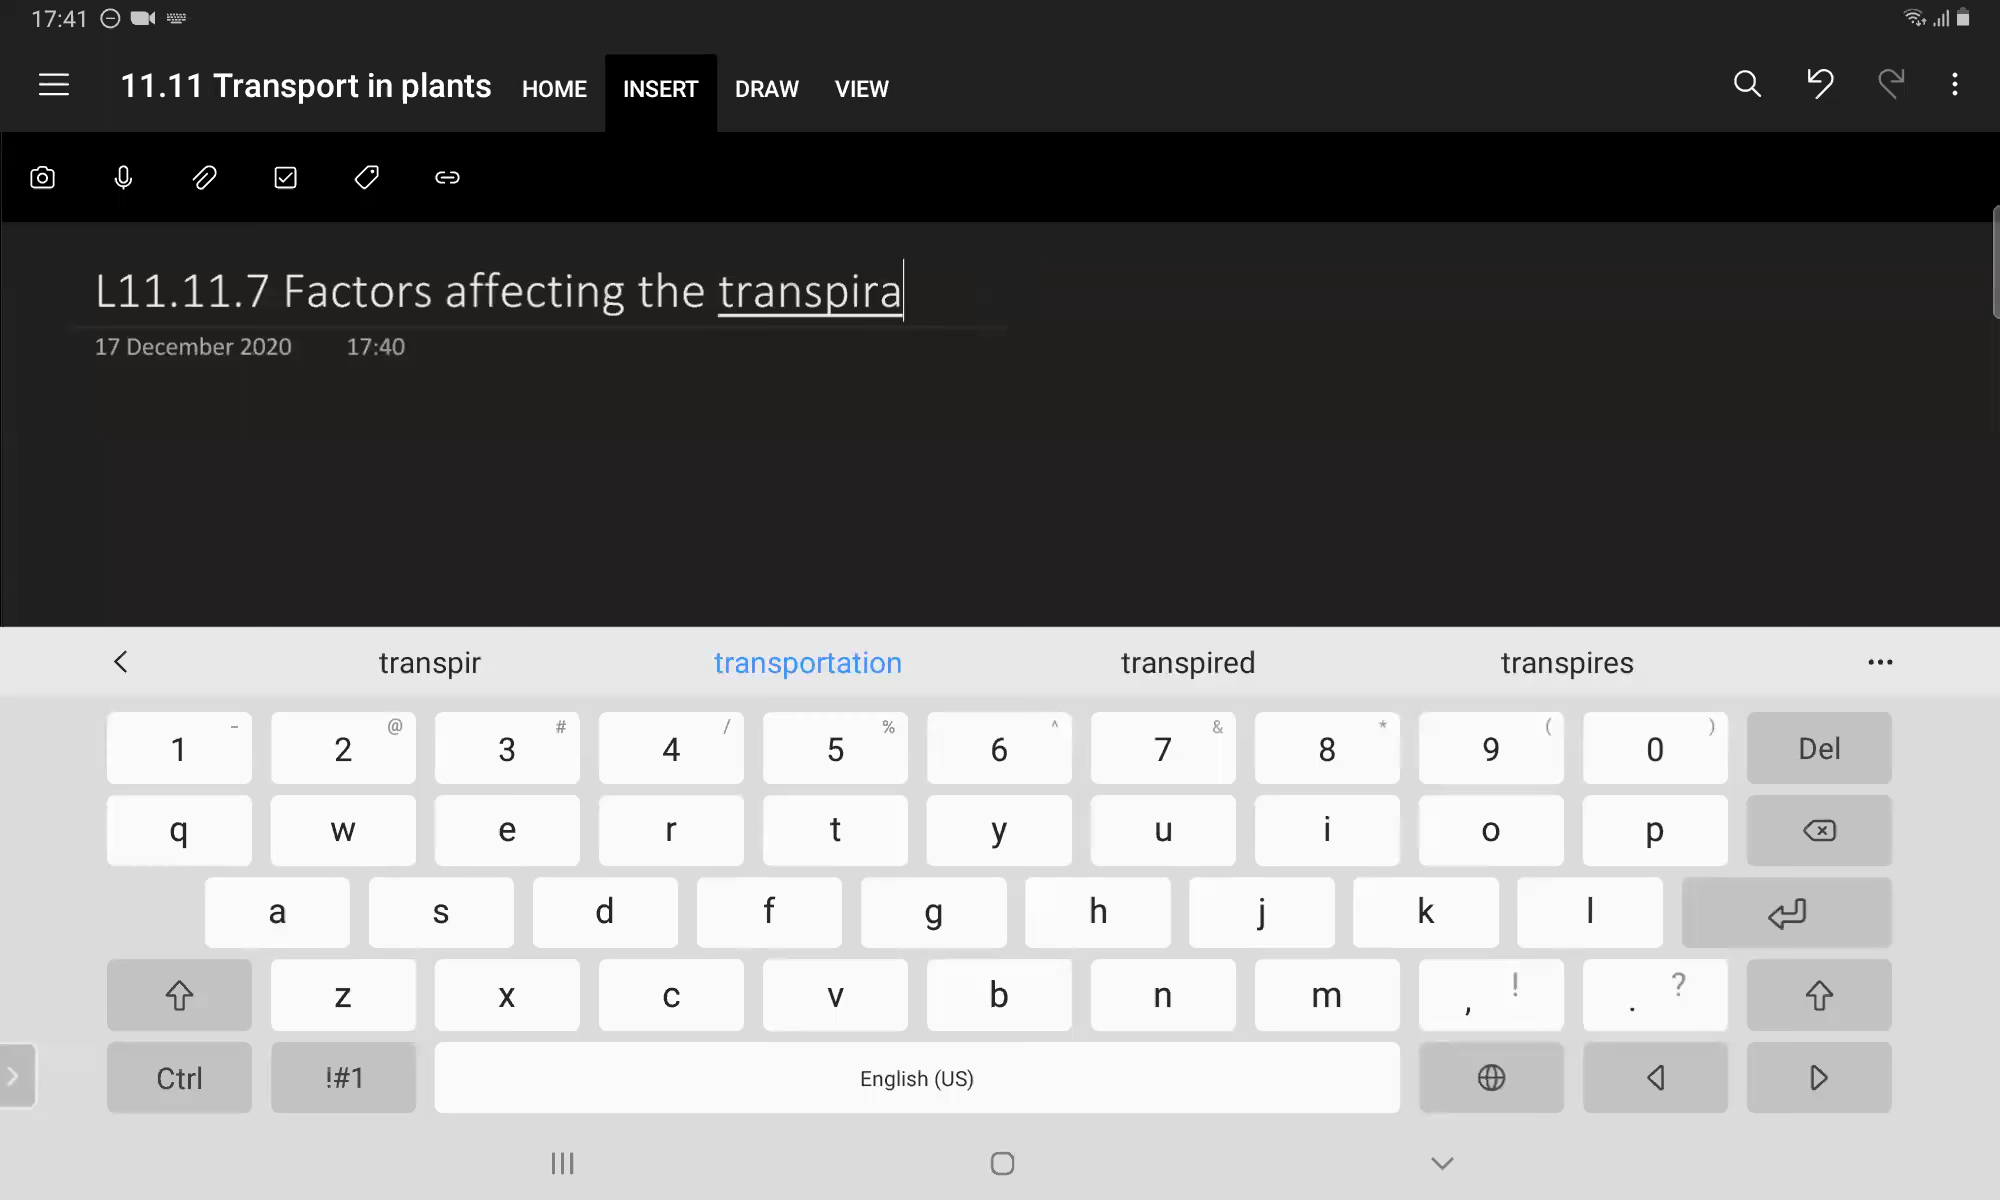 17:41
11.11 Transport in plants HOME INSERT DRAW VIEW
L11.11.7 Factors affecting the transpira
17 December 2020 17:40
transpir transportation transpired transpires
1 - 2 @ 3 # 4 / 5 % 6 ^ 7 & 8 * 9 ( 0 ) Del
q w e r t y u i o p
a s d f g h j k l
z x c v b n m , ! . ?
Ctrl !#1 English (US)